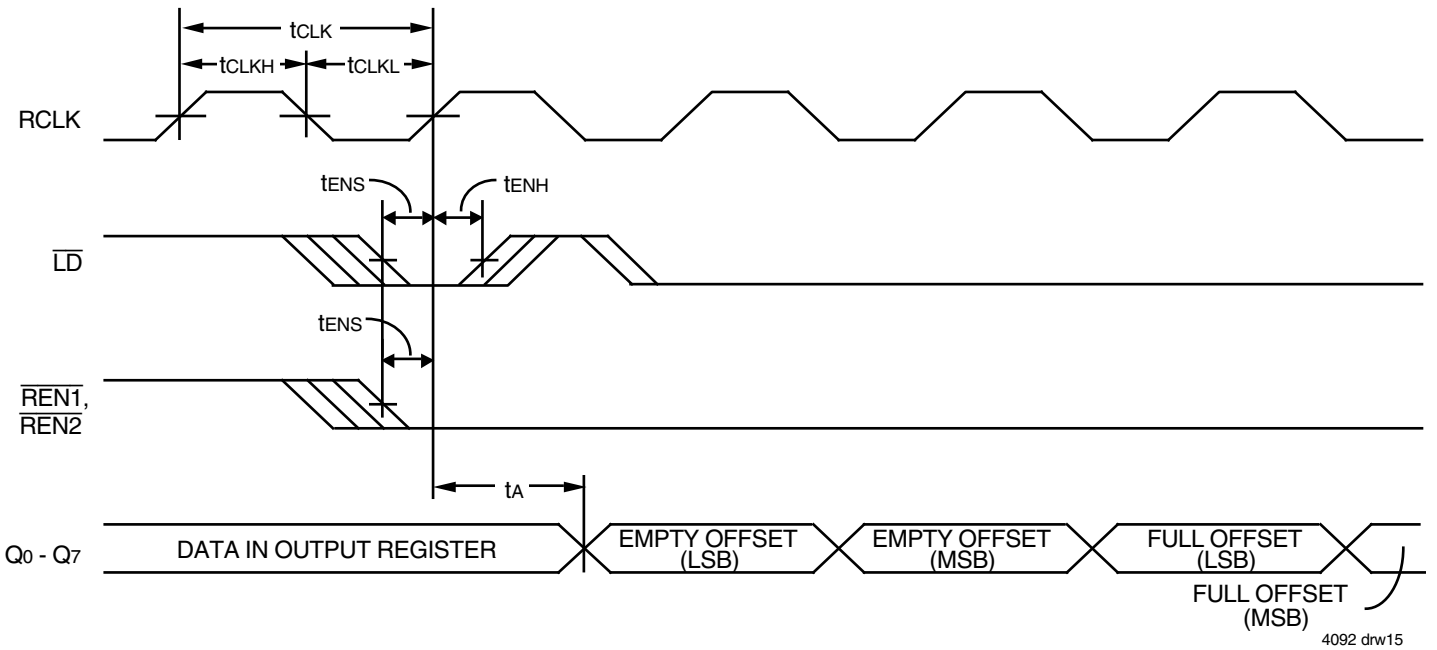 tCLK
tCLKH
tCLKL
RCLK
tENS
tENH
LD
tENS
REN1,
REN2
tA
Q0 - Q7
DATA IN OUTPUT REGISTER
EMPTY OFFSET
(LSB)
EMPTY OFFSET
(MSB)
FULL OFFSET
(LSB)
FULL OFFSET
(MSB)
4092 drw15